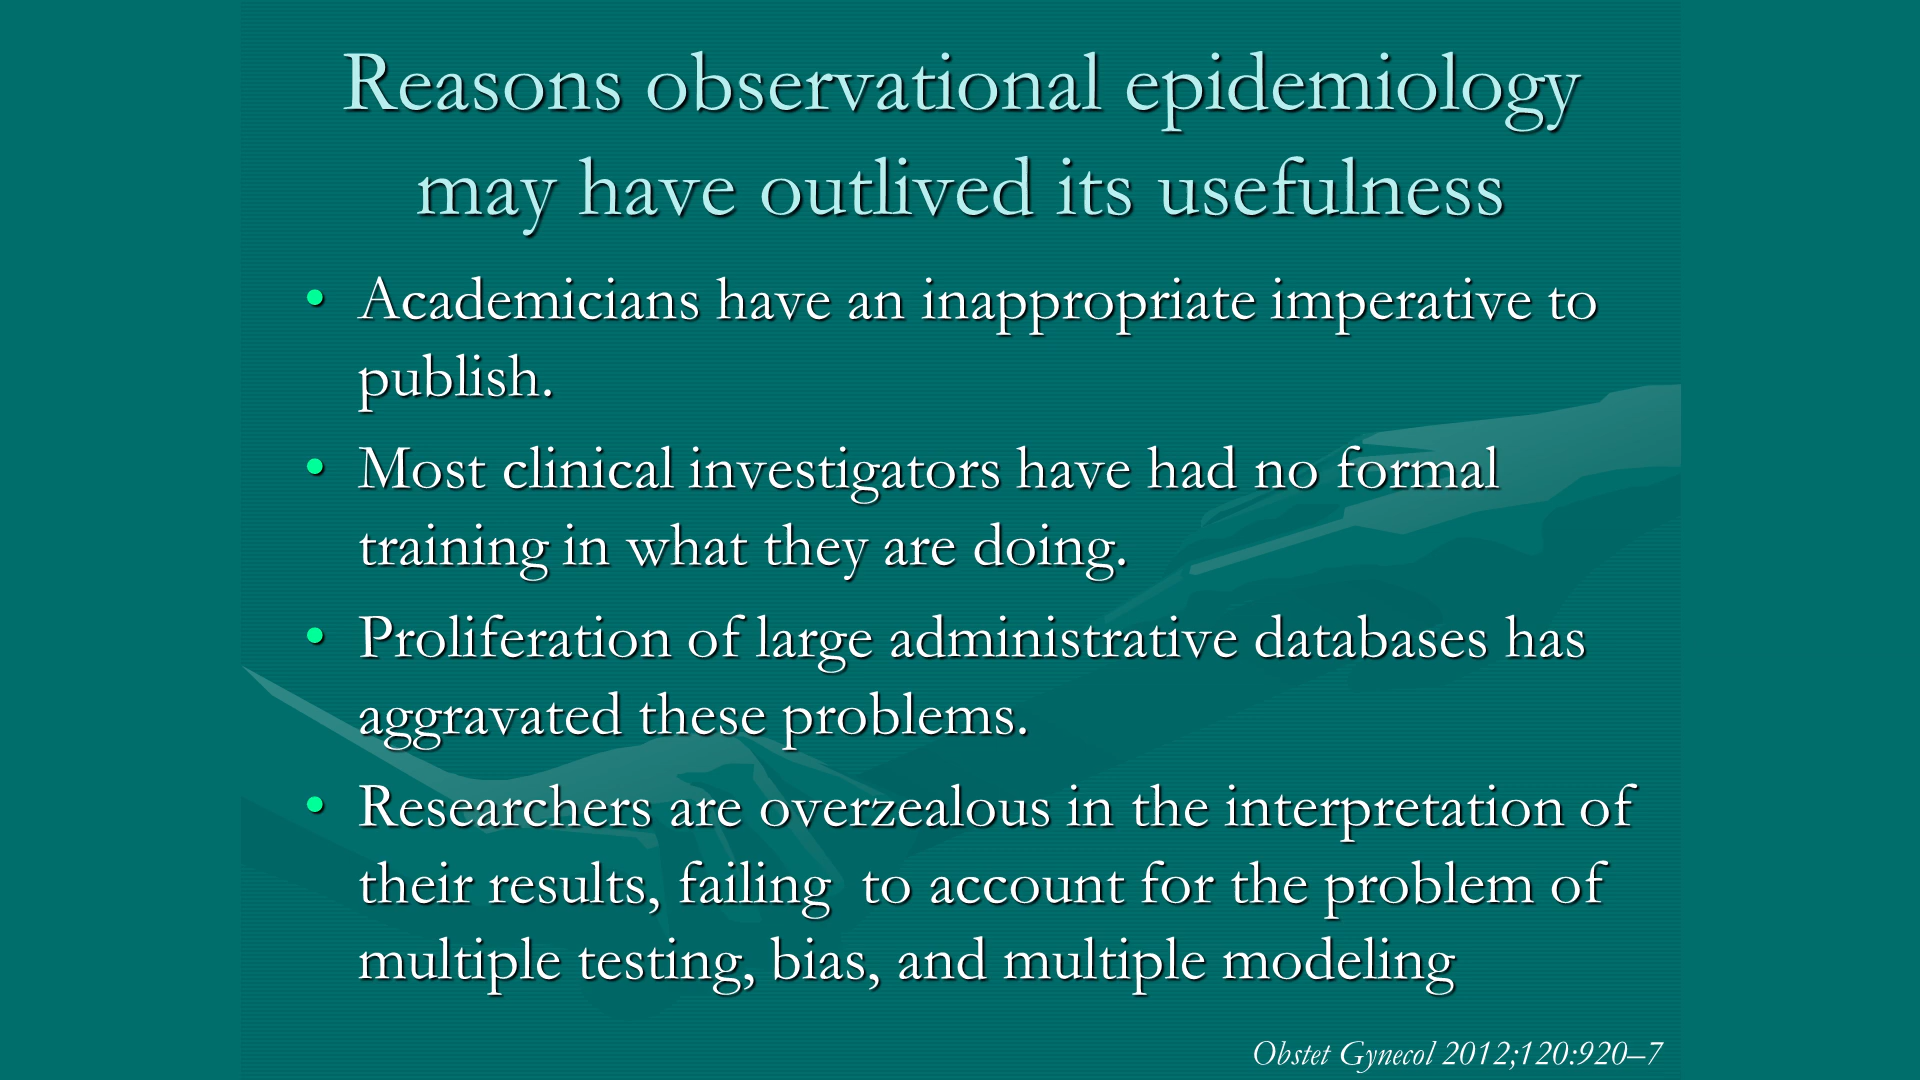 Reasons observational epidemiology
may have outlived its usefulness
• Academicians have an inappropriate imperative to
publish.
• Most clinical investigators have had no formal
training in what they are doing.
• Proliferation of large administrative databases has
aggravated these problems.
• Researchers are overzealous in the interpretation of
their results, failing  to account for the problem of
multiple testing, bias, and multiple modeling
Obstet Gynecol 2012;120:920–7